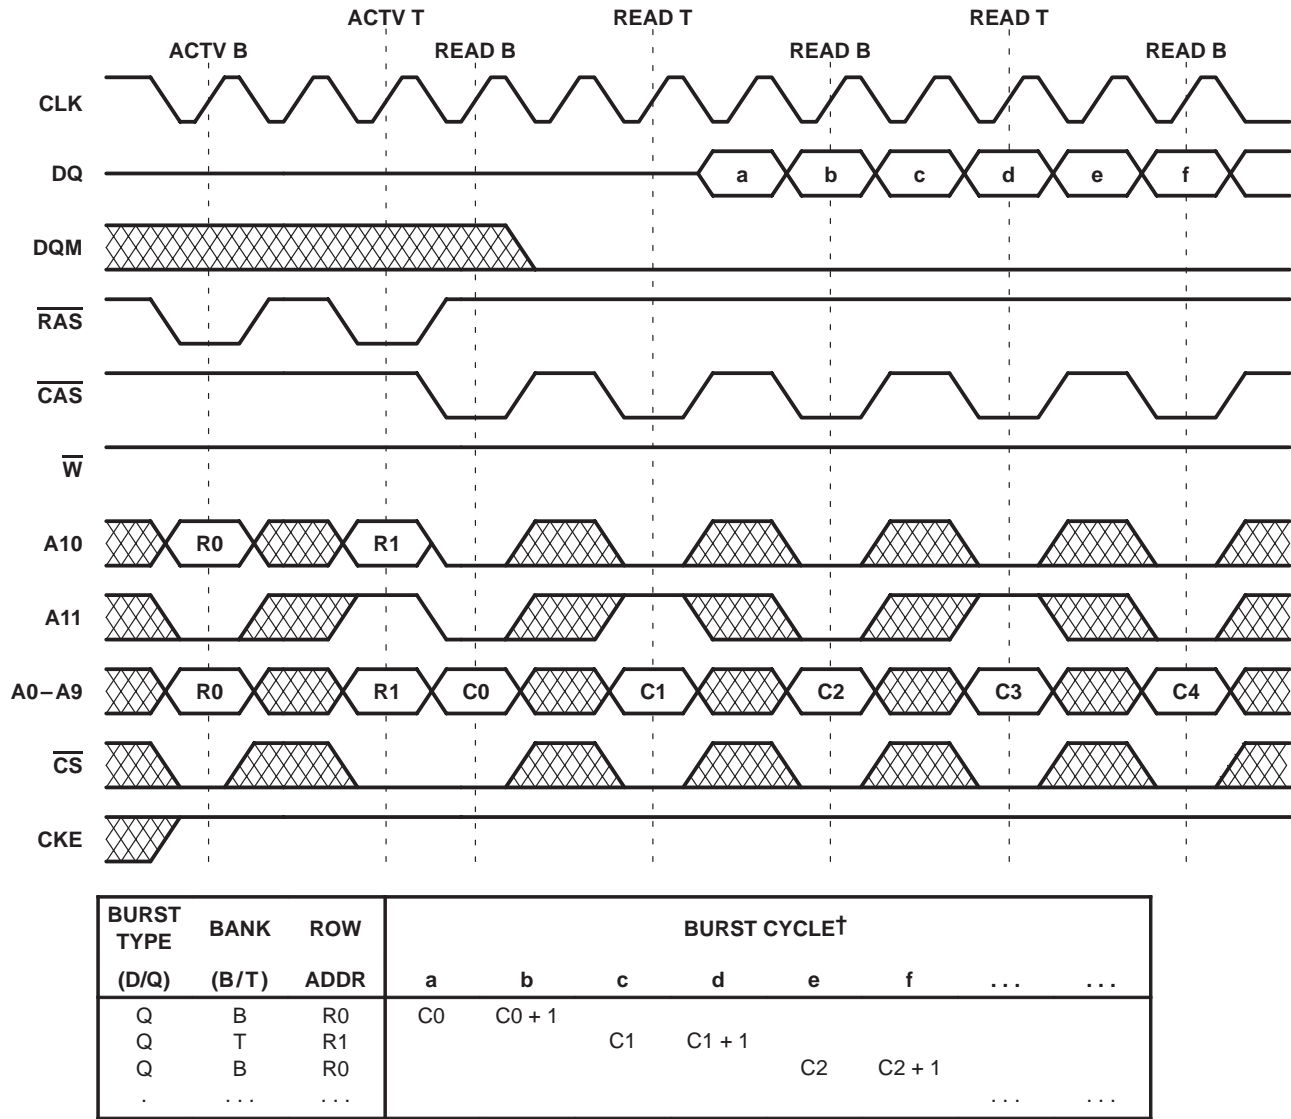 ACTV T READ T READ T
ACTV B READ B READ B READ B
CLK
DQ a b c d e f
DQM
RAS
CAS
W
A10 R0 R1
A11
A0–A9 R0 R1 C0 C1 C2 C3 C4
CS
CKE
BURST TYPE BANK ROW BURST CYCLE†
(D/Q) (B/T) ADDR a b c d e f . . . . . .
Q B R0 C0 C0 + 1
Q T R1 C1 C1 + 1
Q B R0 C2 C2 + 1
. . . . . . . . . . . . .